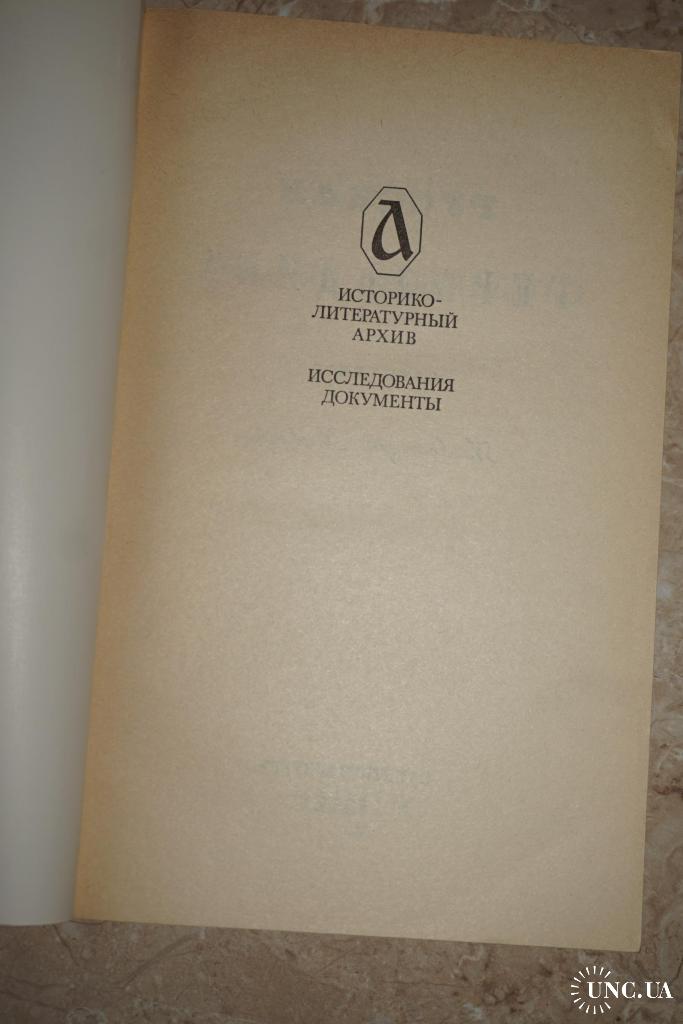 А
ИСТОРИКО-
ЛИТЕРАТУРНЫЙ
АРХИВ
ИССЛЕДОВАНИЯ
ДОКУМЕНТЫ
UNC.UA